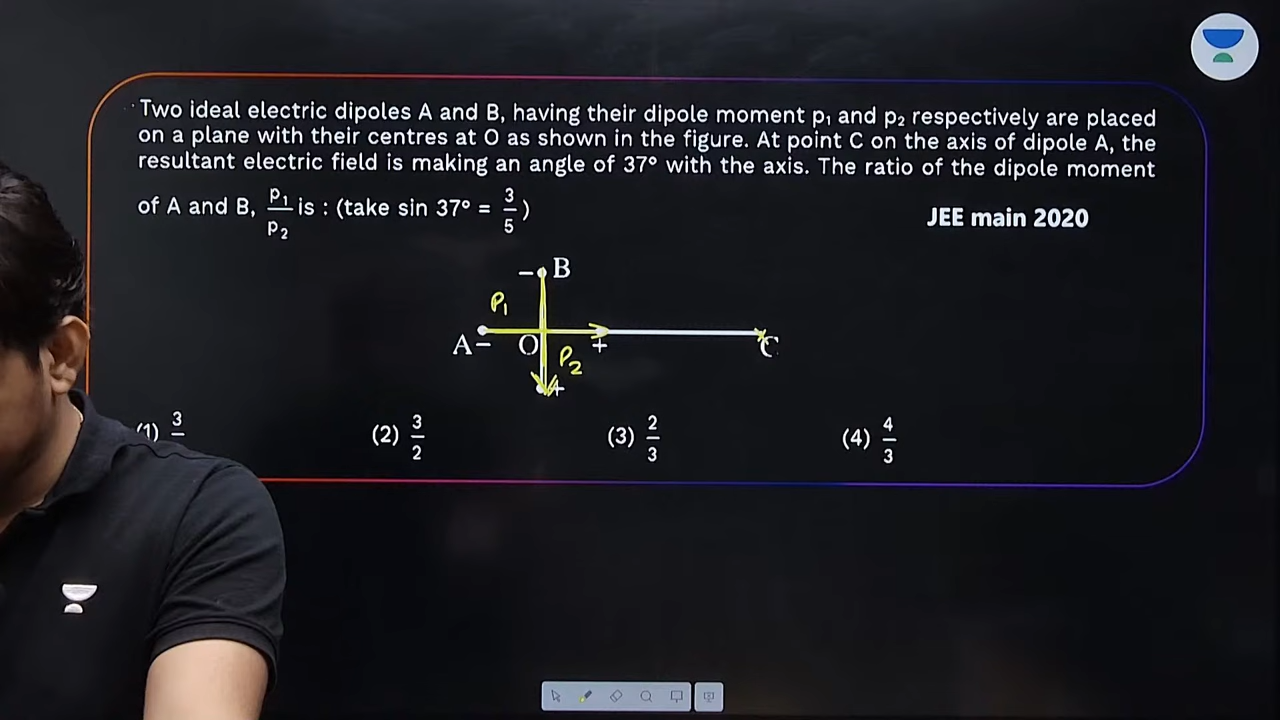 Two ideal electric dipoles A and B, having their dipole moment p₁ and p₂ respectively are placed
on a plane with their centres at O as shown in the figure. At point C on the axis of dipole A, the
resultant electric field is making an angle of 37° with the axis. The ratio of the dipole moment
of A and B, p₁/p₂ is : (take sin 37° = 3/5)
JEE main 2020
− B
P₁
A − O + C
P₂
+
(1) 3/ (2) 3/2 (3) 2/3 (4) 4/3